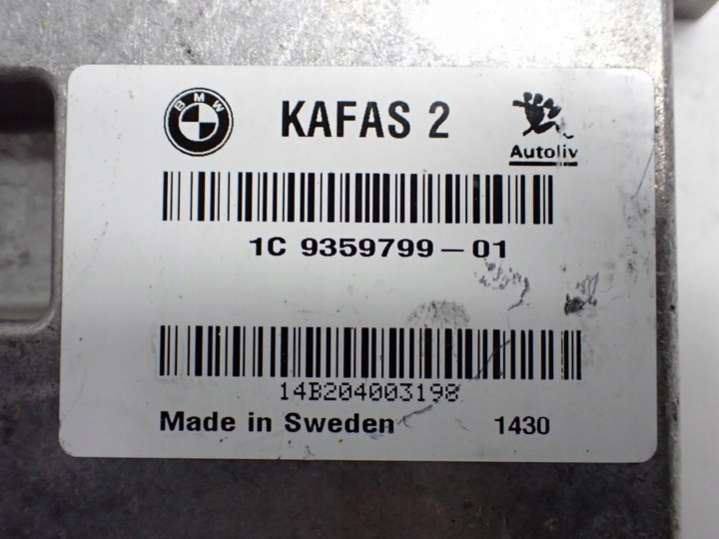 BMW KAFAS 2
Autoliv
1C 9359799-01
14B204003198
Made in Sweden 1430